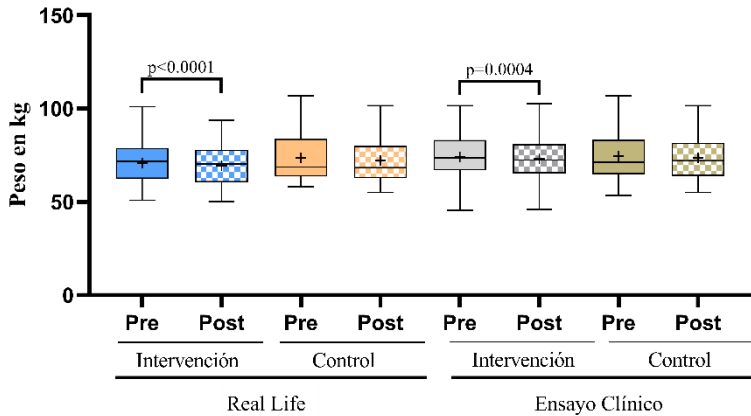 150
p<0.0001
p=0.0004
100
Peso en kg
50
0
Pre Post Pre Post Pre Post Pre Post
Intervención Control Intervención Control
Real Life Ensayo Clínico